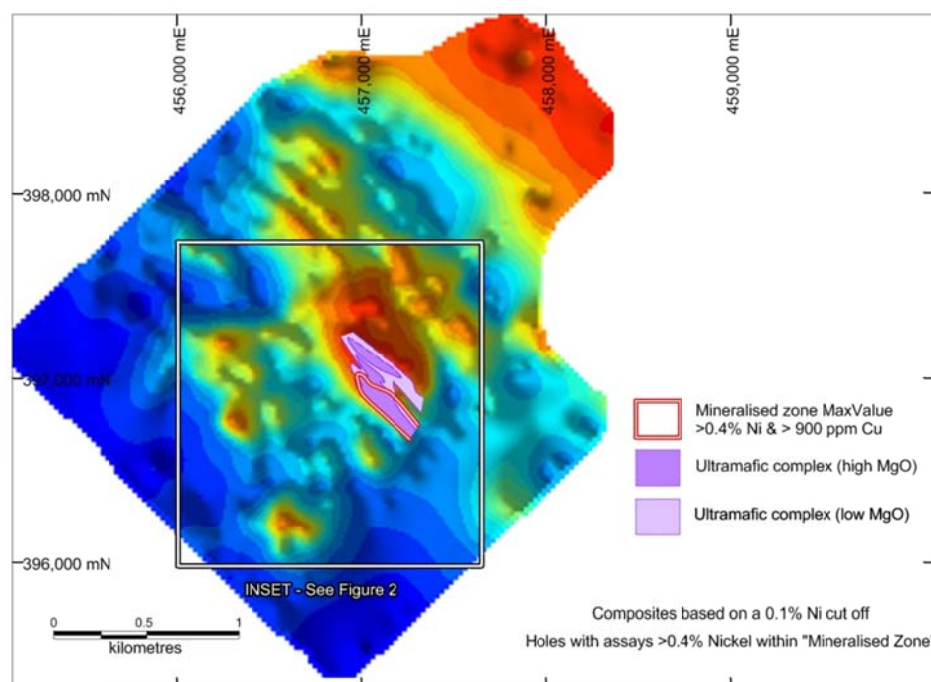 456,000 mE
457,000 mE
458,000 mE
459,000 mE
398,000 mN
397,000 mN
396,000 mN
Mineralised zone MaxValue
>0.4% Ni & > 900 ppm Cu
Ultramafic complex (high MgO)
Ultramafic complex (low MgO)
INSET - See Figure 2
0 0.5 1
kilometres
Composites based on a 0.1% Ni cut off
Holes with assays >0.4% Nickel within "Mineralised Zone"